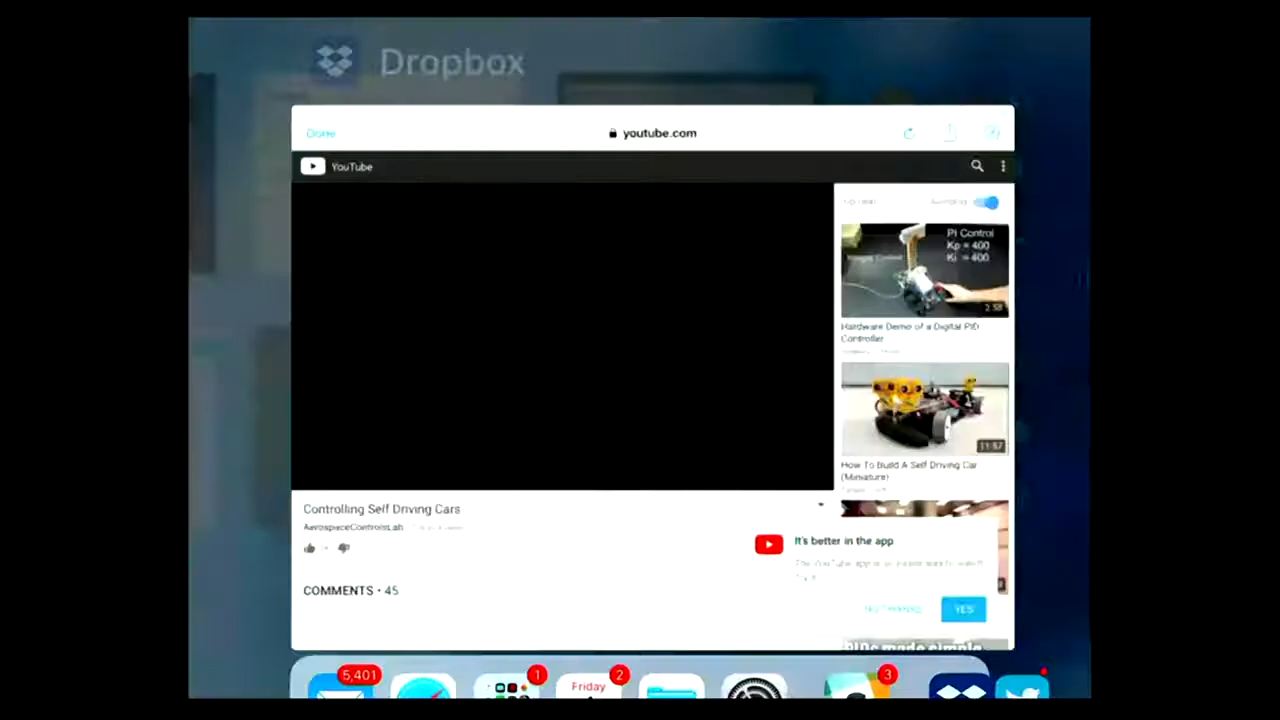 Dropbox
Done
youtube.com
YouTube
PI Control
Kp = 400
Ki = 400
2:58
Hardware Demo of a Digital PID
Controller
11:57
How To Build A Self Driving Car
(Miniature)
Controlling Self Driving Cars
AerospaceControlsLab
It's better in the app
NO THANKS
YES
COMMENTS • 45
PIDs made simple
5,401
1
Friday
2
3